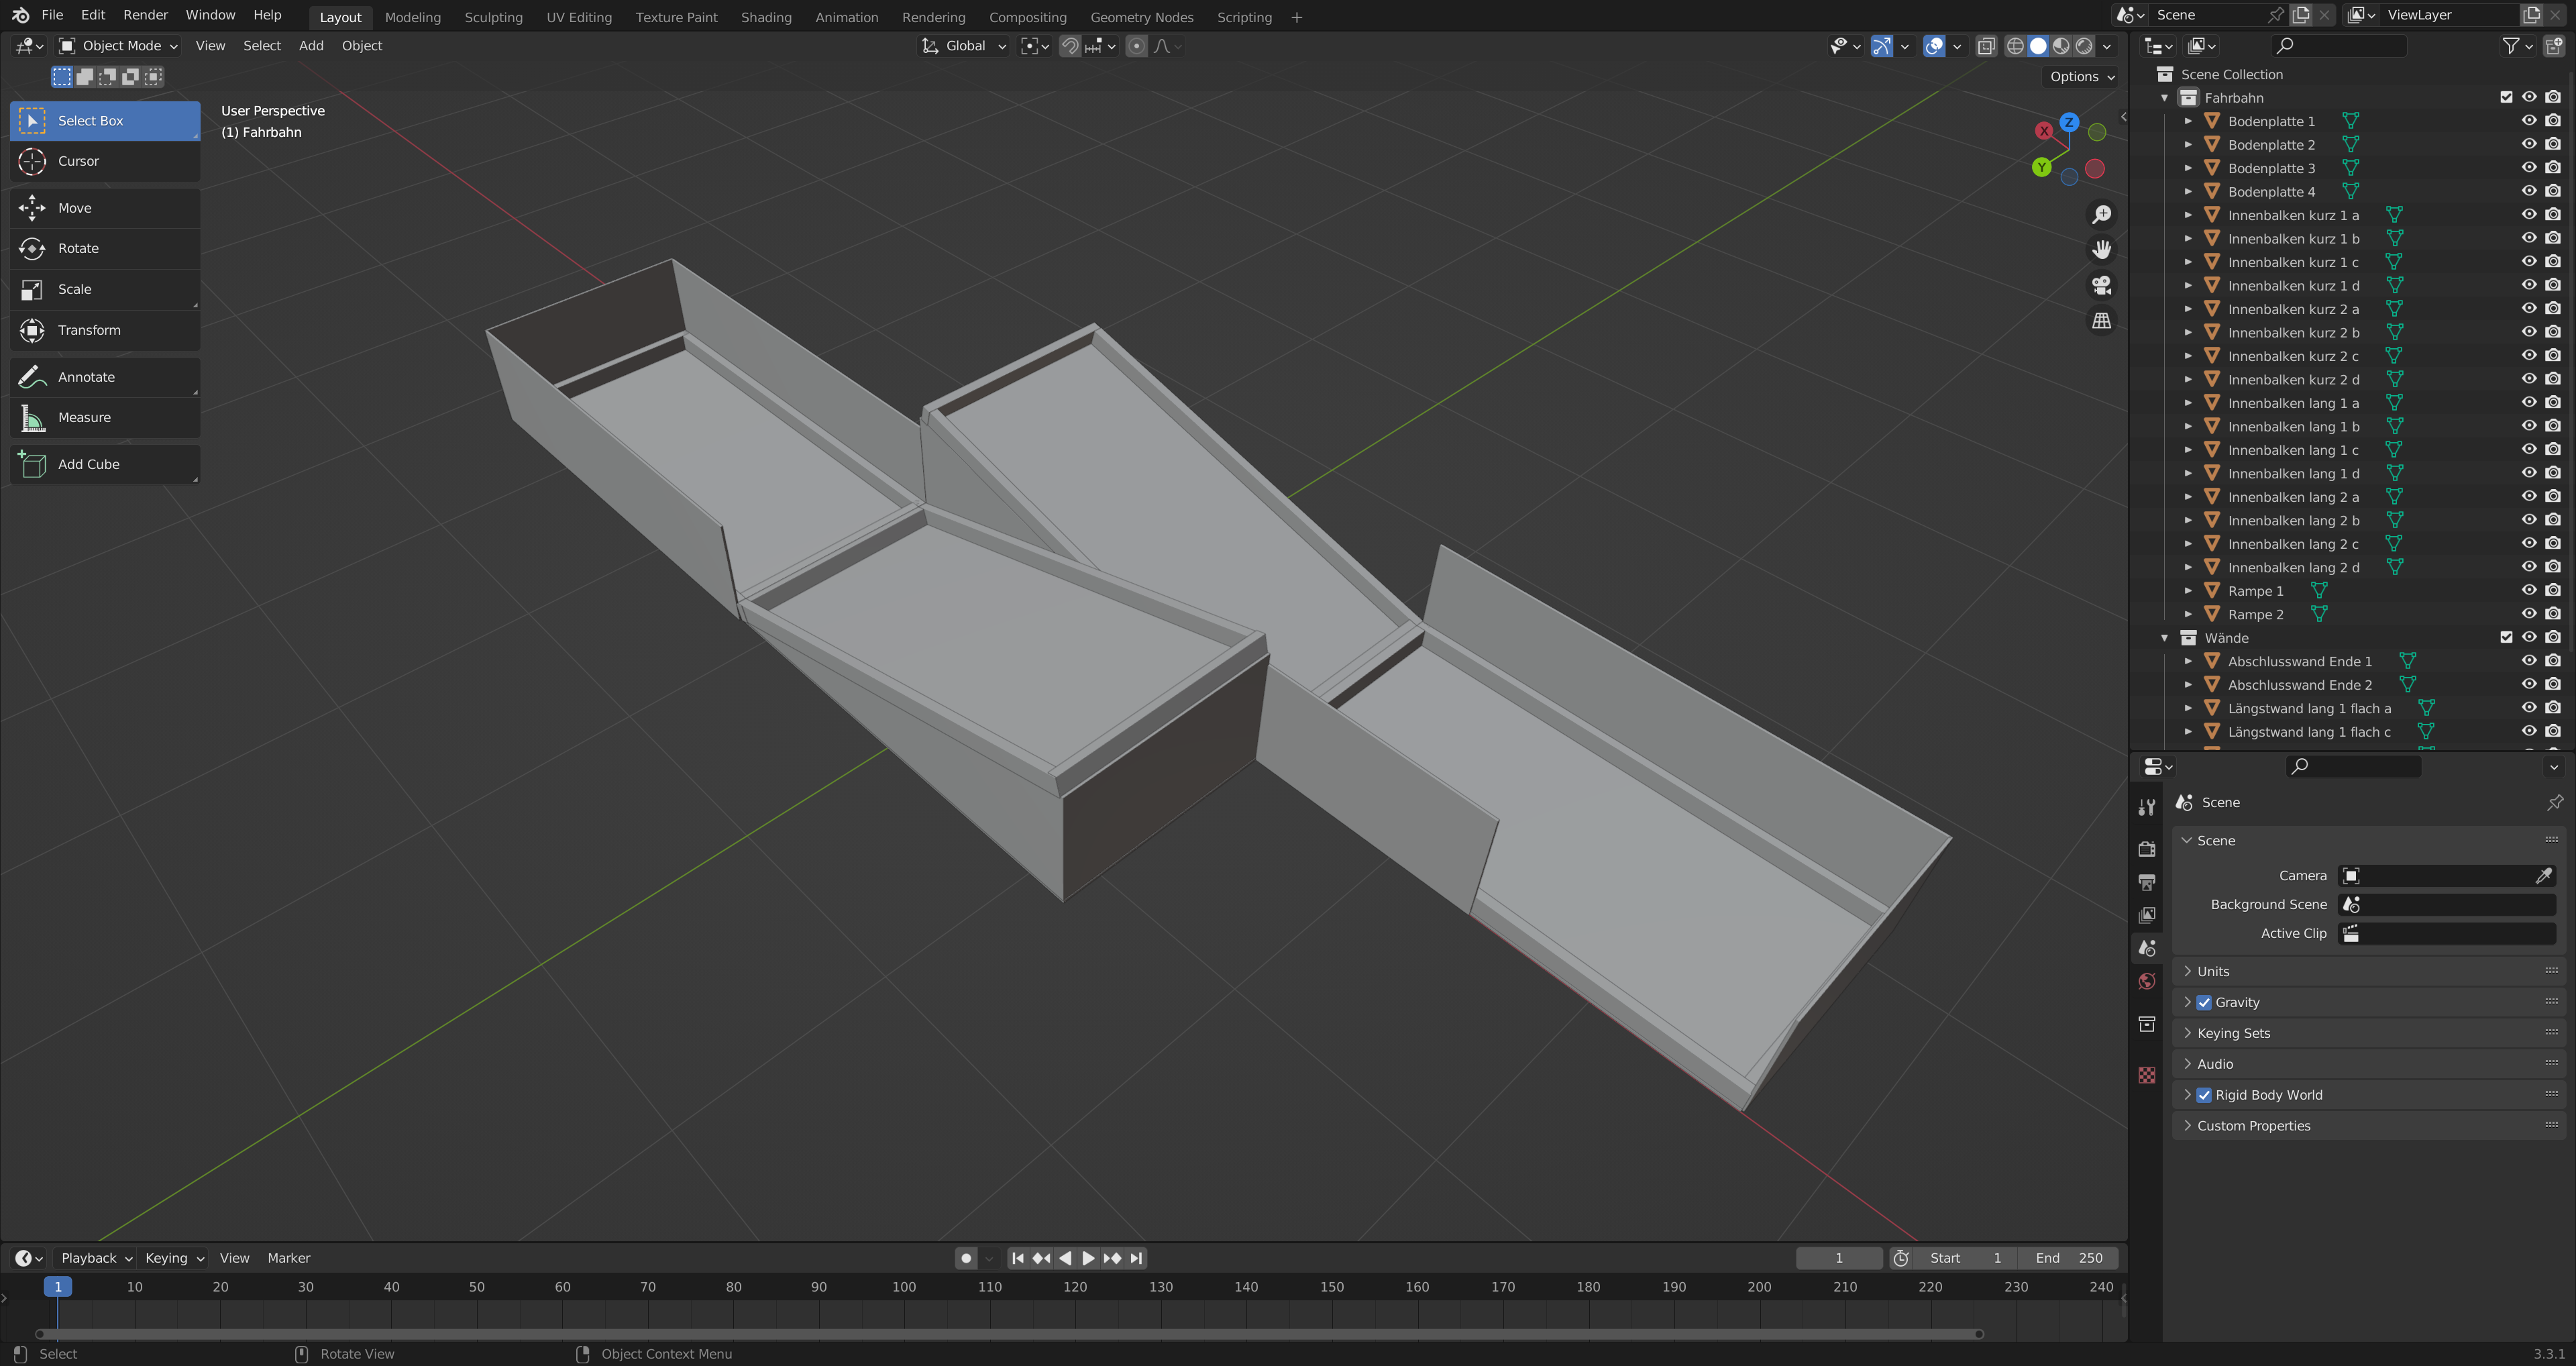 File Edit Render Window Help Layout Modeling Sculpting UV Editing Texture Paint Shading Animation Rendering Compositing Geometry Nodes Scripting + Scene ViewLayer
Object Mode View Select Add Object Global
Options
User Perspective
(1) Fahrbahn
Select Box
Cursor
Move
Rotate
Scale
Transform
Annotate
Measure
Add Cube
X
Y
Z
Scene Collection
Fahrbahn
Bodenplatte 1
Bodenplatte 2
Bodenplatte 3
Bodenplatte 4
Innenbalken kurz 1 a
Innenbalken kurz 1 b
Innenbalken kurz 1 c
Innenbalken kurz 1 d
Innenbalken kurz 2 a
Innenbalken kurz 2 b
Innenbalken kurz 2 c
Innenbalken kurz 2 d
Innenbalken lang 1 a
Innenbalken lang 1 b
Innenbalken lang 1 c
Innenbalken lang 1 d
Innenbalken lang 2 a
Innenbalken lang 2 b
Innenbalken lang 2 c
Innenbalken lang 2 d
Rampe 1
Rampe 2
Wände
Abschlusswand Ende 1
Abschlusswand Ende 2
Längstwand lang 1 flach a
Längstwand lang 1 flach c
Scene
Scene
Camera
Background Scene
Active Clip
Units
Gravity
Keying Sets
Audio
Rigid Body World
Custom Properties
Playback Keying View Marker 1 Start 1 End 250
1 10 20 30 40 50 60 70 80 90 100 110 120 130 140 150 160 170 180 190 200 210 220 230 240
Select Rotate View Object Context Menu 3.3.1